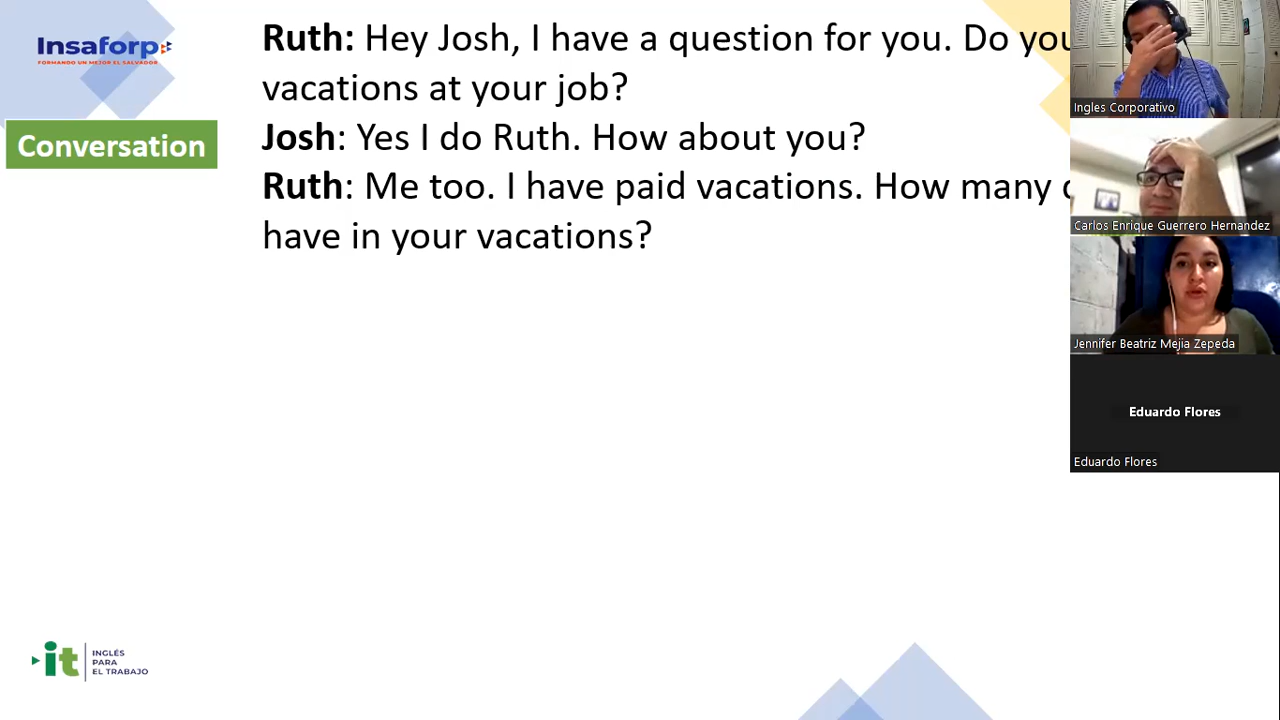 Insaforp
FORMANDO UN MEJOR EL SALVADOR
Conversation
Ruth: Hey Josh, I have a question for you. Do you
vacations at your job?
Josh: Yes I do Ruth. How about you?
Ruth: Me too. I have paid vacations. How many
have in your vacations?
Ingles Corporativo
Carlos Enrique Guerrero Hernandez
Jennifer Beatriz Mejia Zepeda
Eduardo Flores
Eduardo Flores
it
INGLÉS
PARA
EL TRABAJO